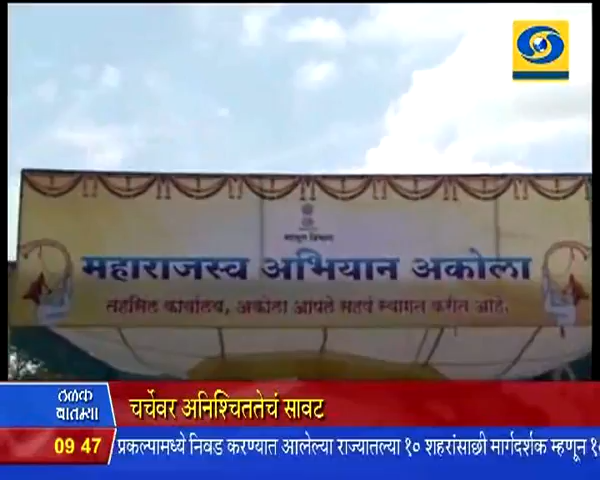 महसूल विभाग
महाराजस्व अभियान अकोला
तहसिल कार्यालय, अकोला आपले सहर्ष स्वागत करीत आहे.
ठळक
बातम्या
चर्चेवर अनिश्चिततेचं सावट
09 47
प्रकल्पामध्ये निवड करण्यात आलेल्या राज्यातल्या १० शहरांसाठी मार्गदर्शक म्हणून